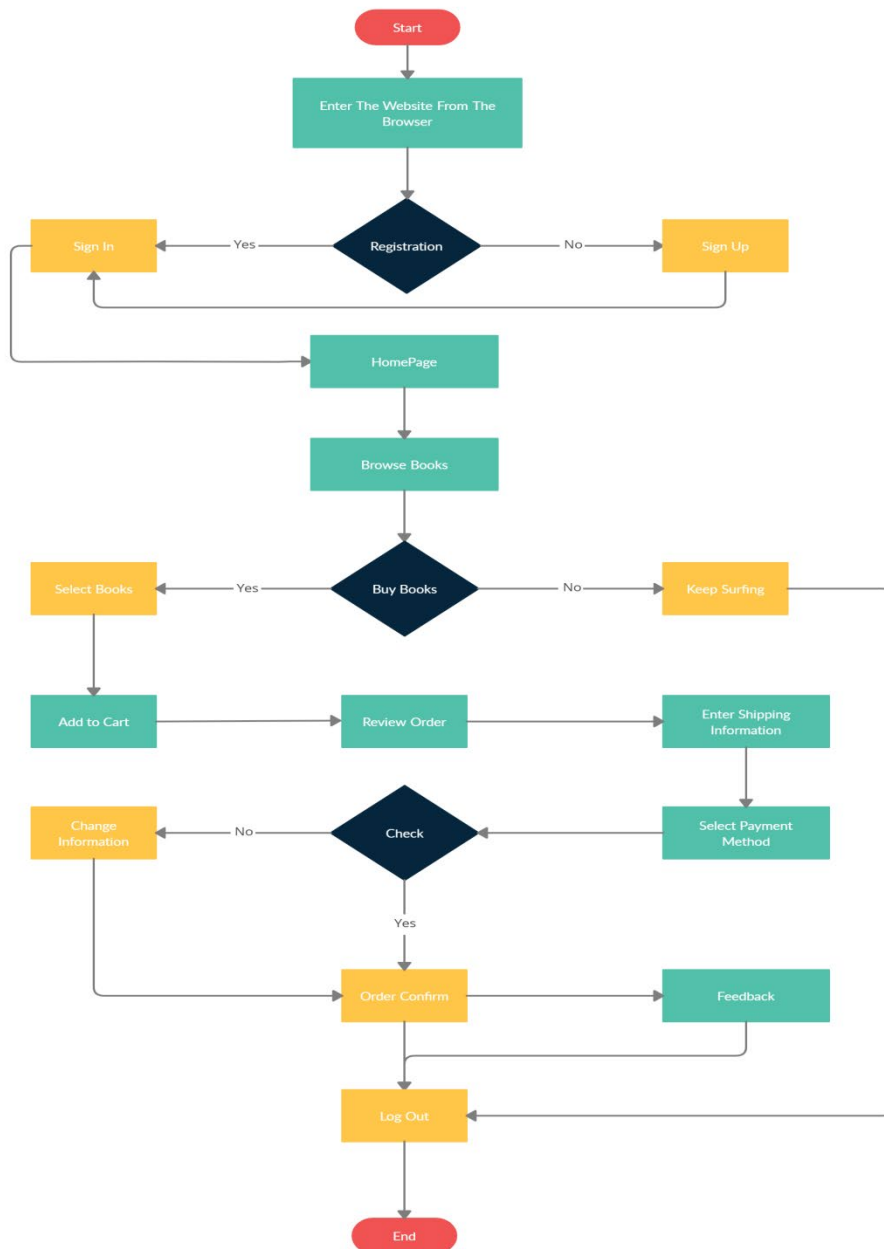 Start
Enter The Website From The
Browser
Sign In
Yes
Registration
No
Sign Up
HomePage
Browse Books
Select Books
Yes
Buy Books
No
Keep Surfing
Add to Cart
Review Order
Enter Shipping
Information
Change
Information
No
Check
Select Payment
Method
Yes
Order Confirm
Feedback
Log Out
End